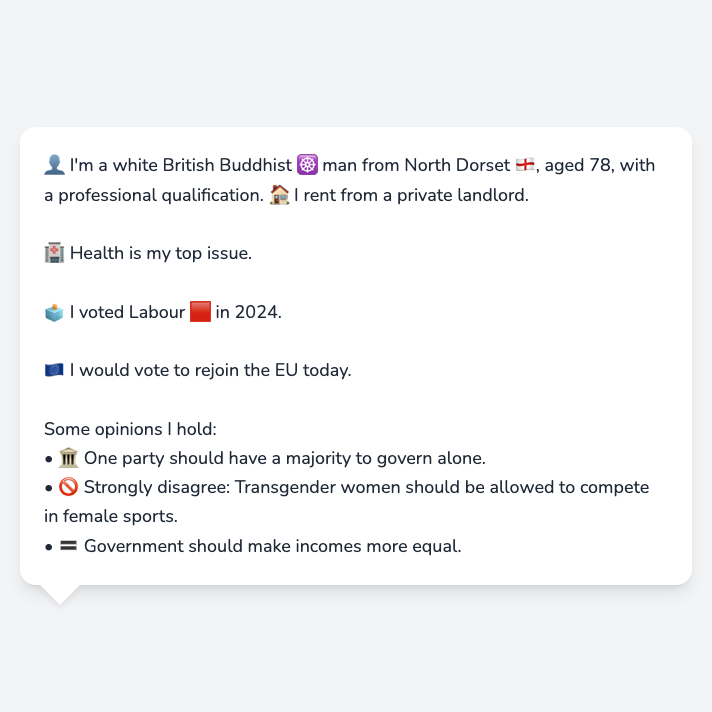 👤 I'm a white British Buddhist ☸️ man from North Dorset 🏴󠁧󠁢󠁥󠁮󠁧󠁿, aged 78, with
a professional qualification. 🏠 I rent from a private landlord.
🏥 Health is my top issue.
🗳️ I voted Labour 🟥 in 2024.
🇪🇺 I would vote to rejoin the EU today.
Some opinions I hold:
• 🏛️ One party should have a majority to govern alone.
• 🚫 Strongly disagree: Transgender women should be allowed to compete
in female sports.
• 🟰 Government should make incomes more equal.